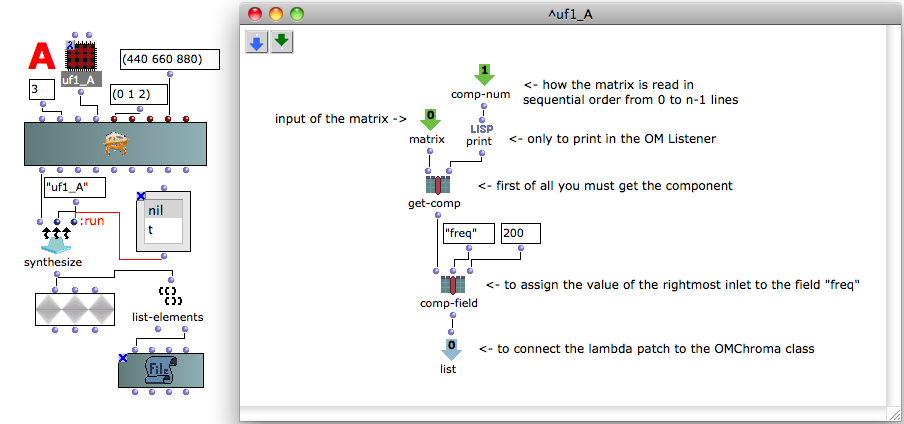 A
uf1_A
(440 660 880)
3
(0 1 2)
"uf1_A"
:run
nil
t
synthesize
list-elements
File
^uf1_A
1
comp-num
<- how the matrix is read in
sequential order from 0 to n-1 lines
input of the matrix ->
0
matrix
LISP
print
<- only to print in the OM Listener
get-comp
<- first of all you must get the component
"freq"
200
comp-field
<- to assign the value of the rightmost inlet to the field "freq"
0
list
<- to connect the lambda patch to the OMChroma class